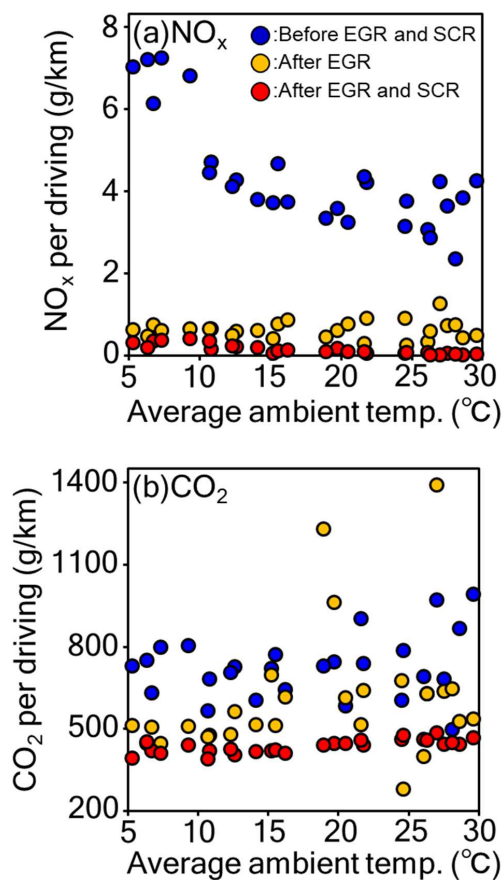 8
(a)NOₓ
:Before EGR and SCR
:After EGR
:After EGR and SCR
6
4
2
0
NOₓ per driving (g/km)
5 10 15 20 25 30
Average ambient temp. (℃)
(b)CO₂
1400
1100
800
500
200
CO₂ per driving (g/km)
5 10 15 20 25 30
Average ambient temp. (℃)